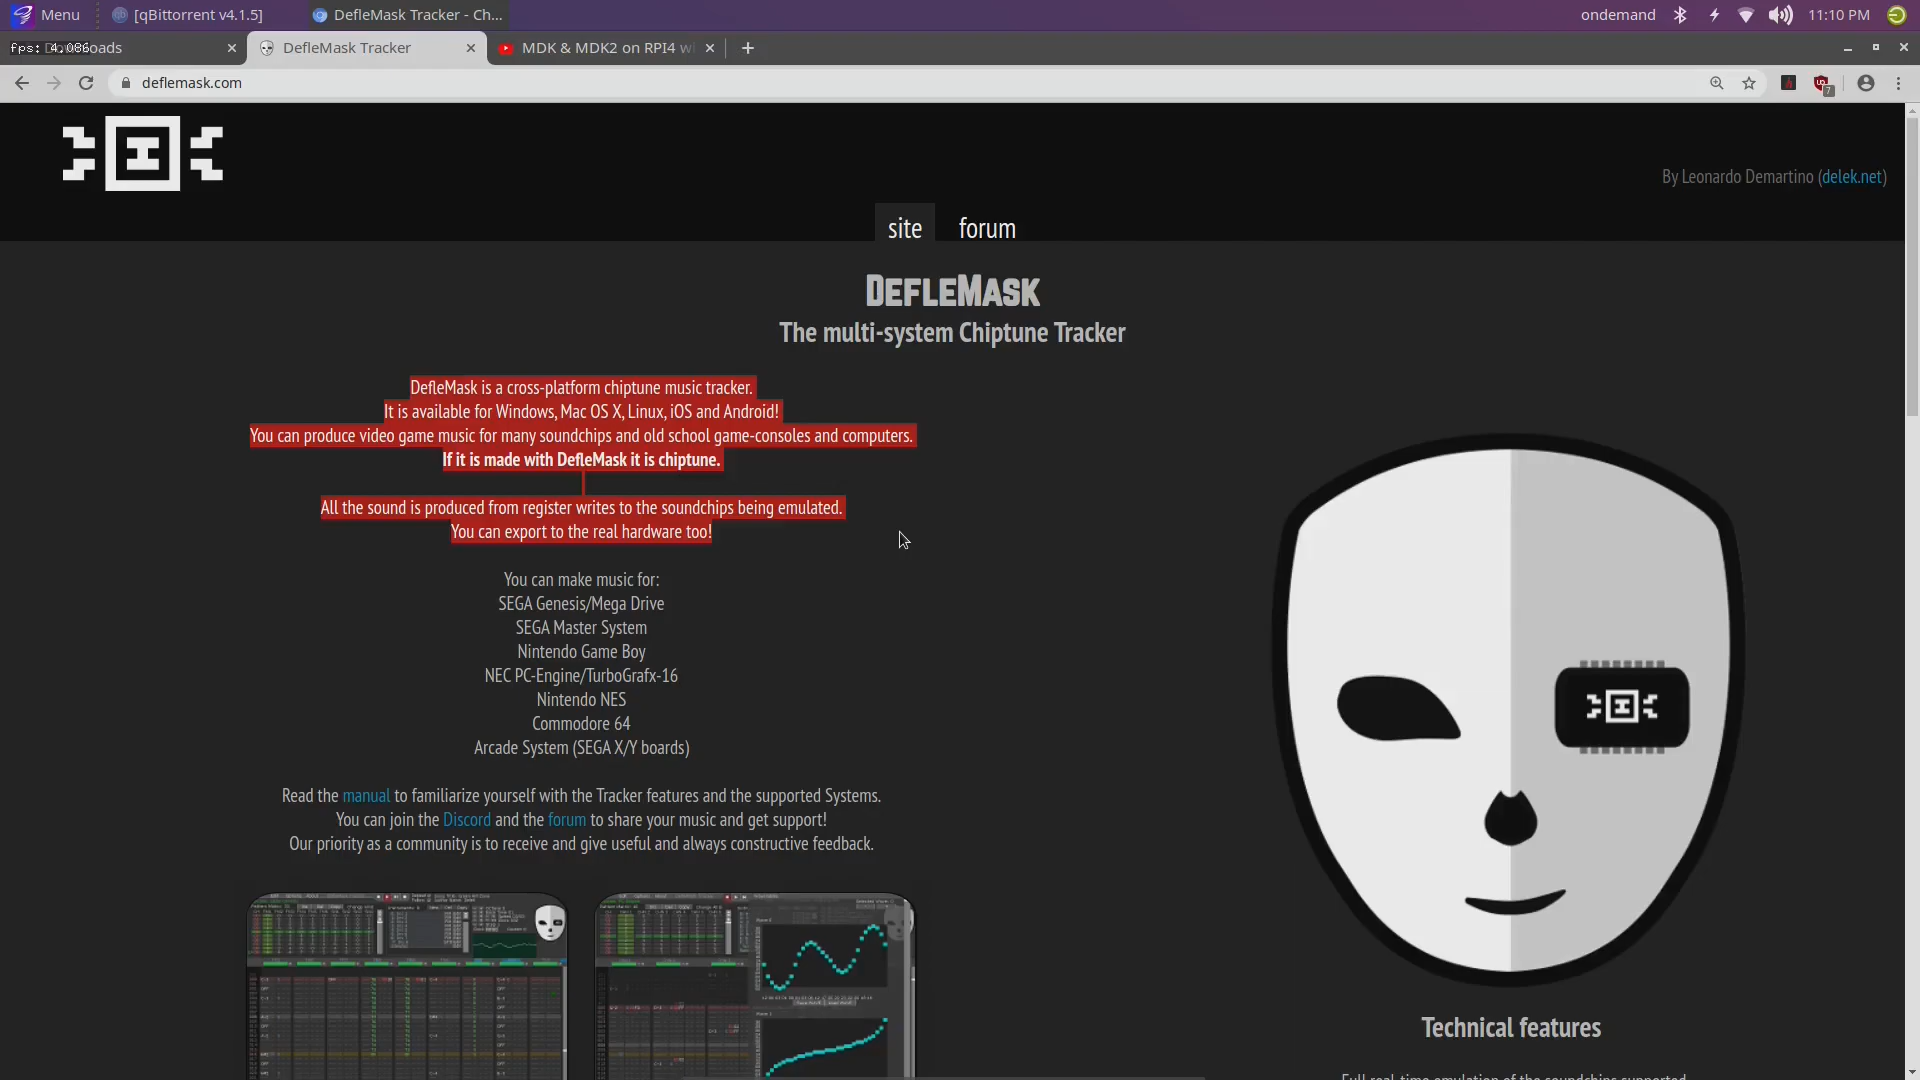 Menu
[qBittorrent v4.1.5]
DefleMask Tracker - Ch...
ondemand
11:10 PM
fps: 4.086
DefleMask Tracker
MDK & MDK2 on RPI4
deflemask.com
7
By Leonardo Demartino (delek.net)
site
forum
DEFLEMASK
The multi-system Chiptune Tracker
DefleMask is a cross-platform chiptune music tracker.
It is available for Windows, Mac OS X, Linux, iOS and Android!
You can produce video game music for many soundchips and old school game-consoles and computers.
If it is made with DefleMask it is chiptune.
All the sound is produced from register writes to the soundchips being emulated.
You can export to the real hardware too!
You can make music for:
SEGA Genesis/Mega Drive
SEGA Master System
Nintendo Game Boy
NEC PC-Engine/TurboGrafx-16
Nintendo NES
Commodore 64
Arcade System (SEGA X/Y boards)
Read the manual to familiarize yourself with the Tracker features and the supported Systems.
You can join the Discord and the forum to share your music and get support!
Our priority as a community is to receive and give useful and always constructive feedback.
Technical features
Full real-time emulation of the soundchips supported